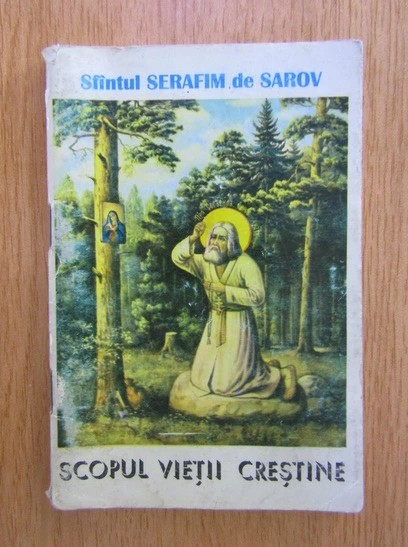 Sfîntul SERAFIM de SAROV
SCOPUL VIEȚII CREȘTINE